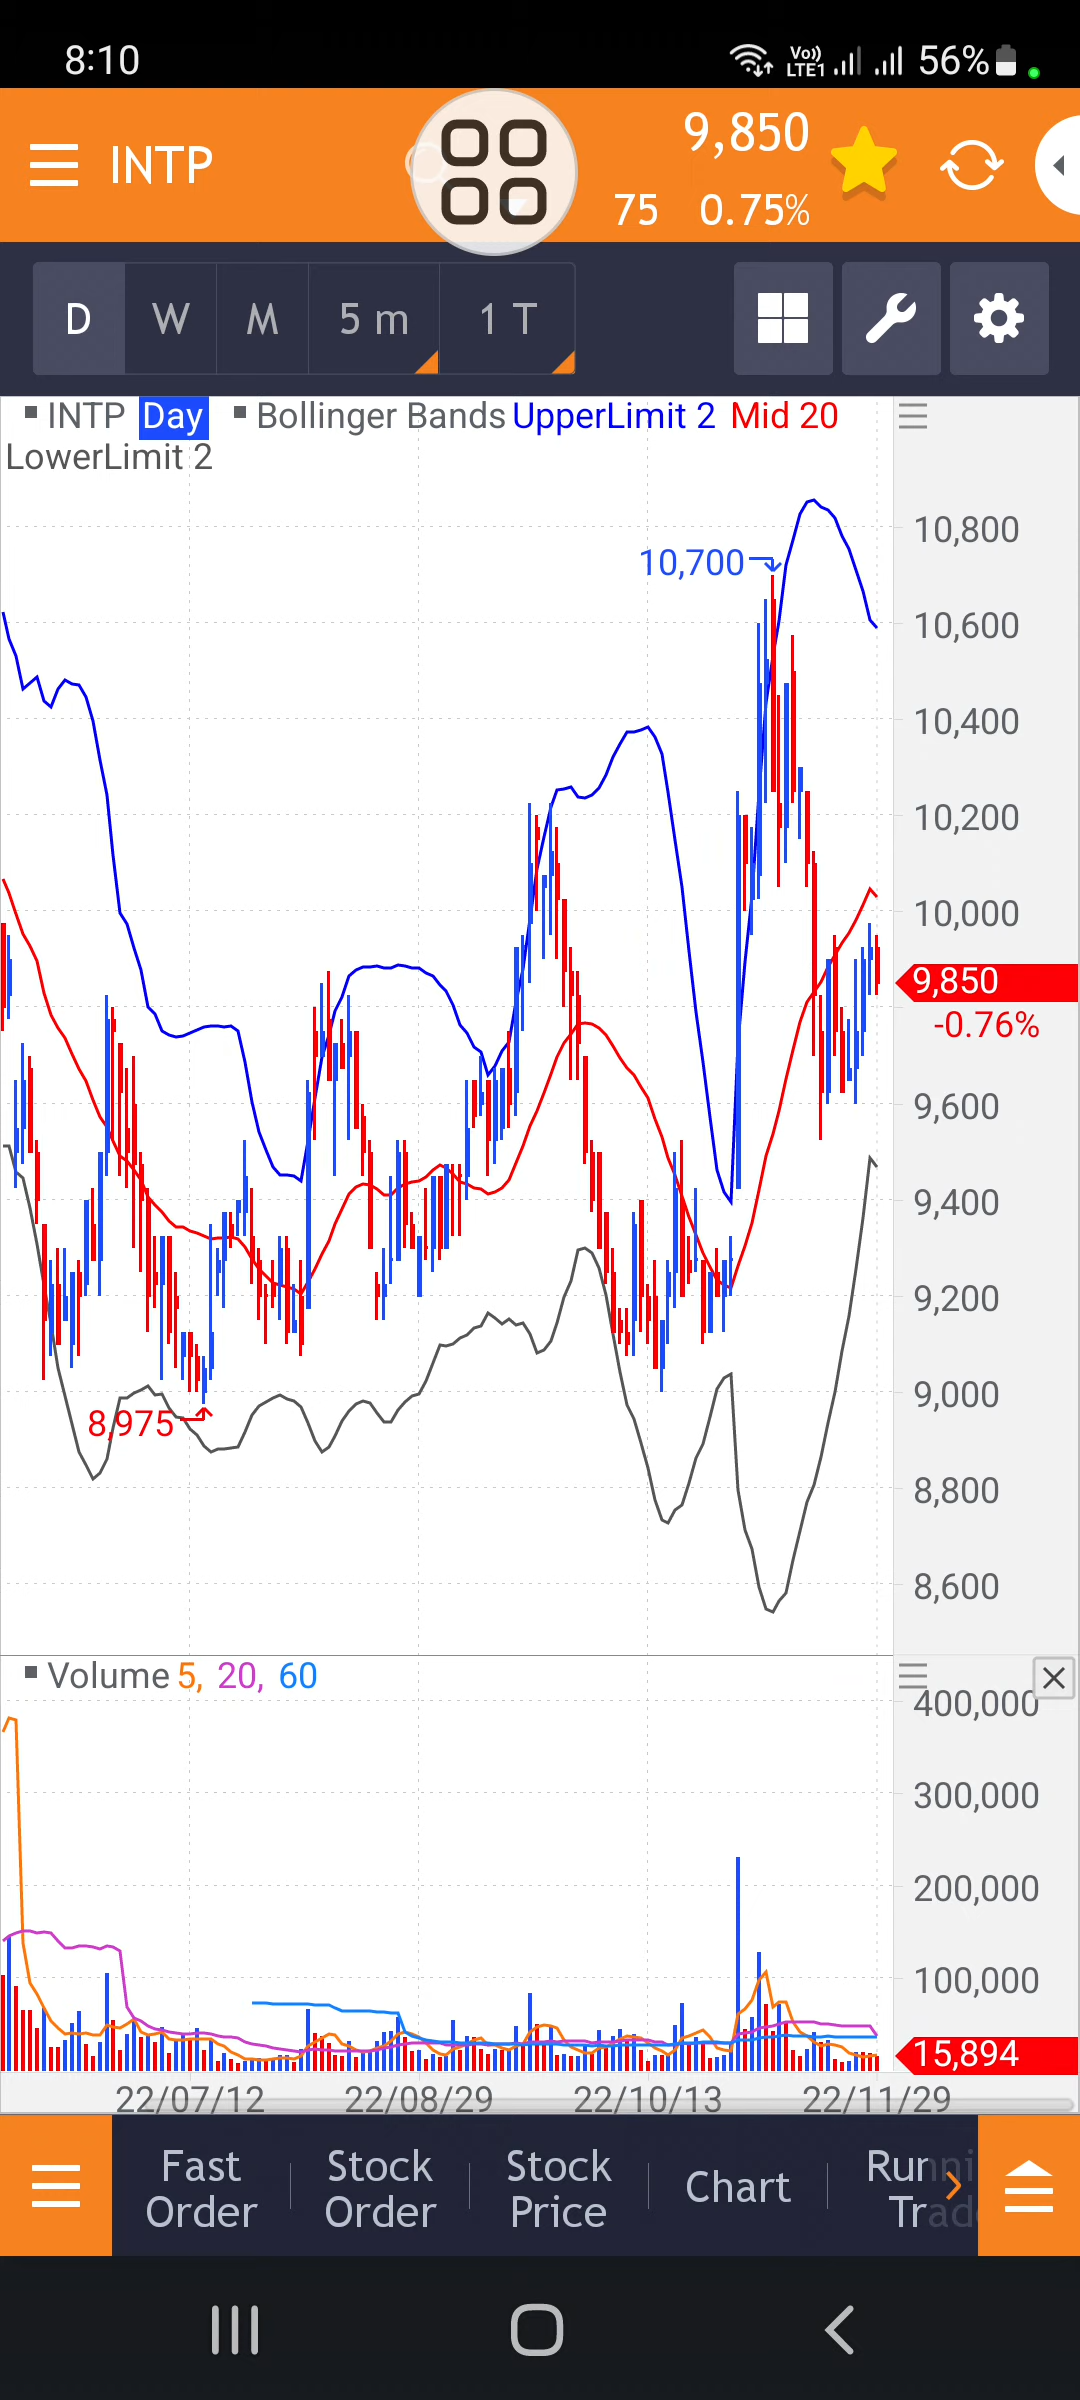 8:10
Vo))
LTE1
56%
INTP
9,850
75 0.75%
D W M 5 m 1 T
INTP Day Bollinger Bands UpperLimit 2 Mid 20
LowerLimit 2
10,800
10,700
10,600
10,400
10,200
10,000
9,850
-0.76%
9,600
9,400
9,200
9,000
8,975
8,800
8,600
Volume 5, 20, 60
400,000
300,000
200,000
100,000
15,894
22/07/12 22/08/29 22/10/13 22/11/29
Fast
Order
Stock
Order
Stock
Price
Chart
Runni
Trad